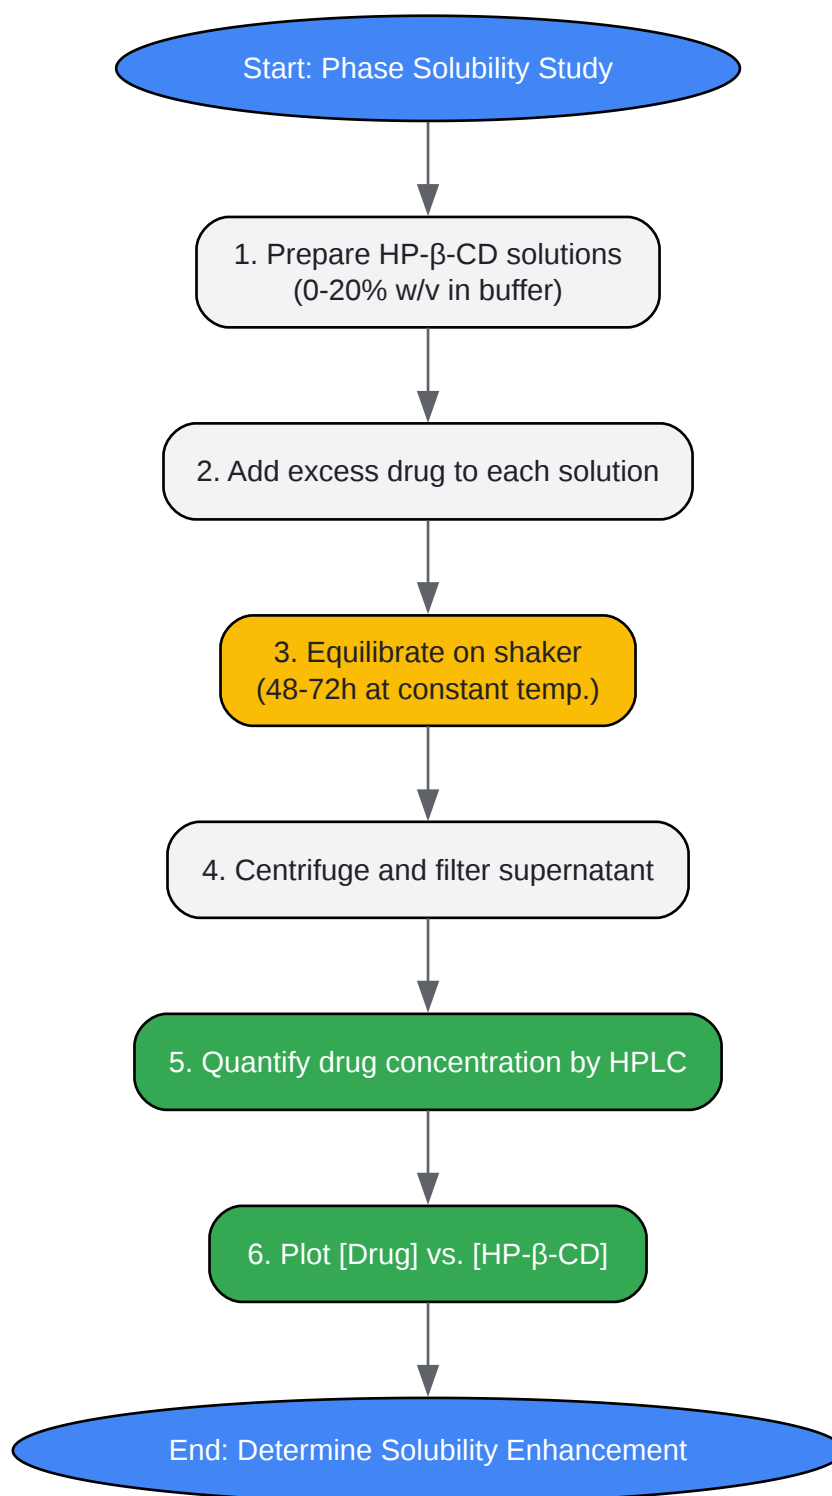 Start: Phase Solubility Study
1. Prepare HP-β-CD solutions
(0-20% w/v in buffer)
2. Add excess drug to each solution
3. Equilibrate on shaker
(48-72h at constant temp.)
4. Centrifuge and filter supernatant
5. Quantify drug concentration by HPLC
6. Plot [Drug] vs. [HP-β-CD]
End: Determine Solubility Enhancement